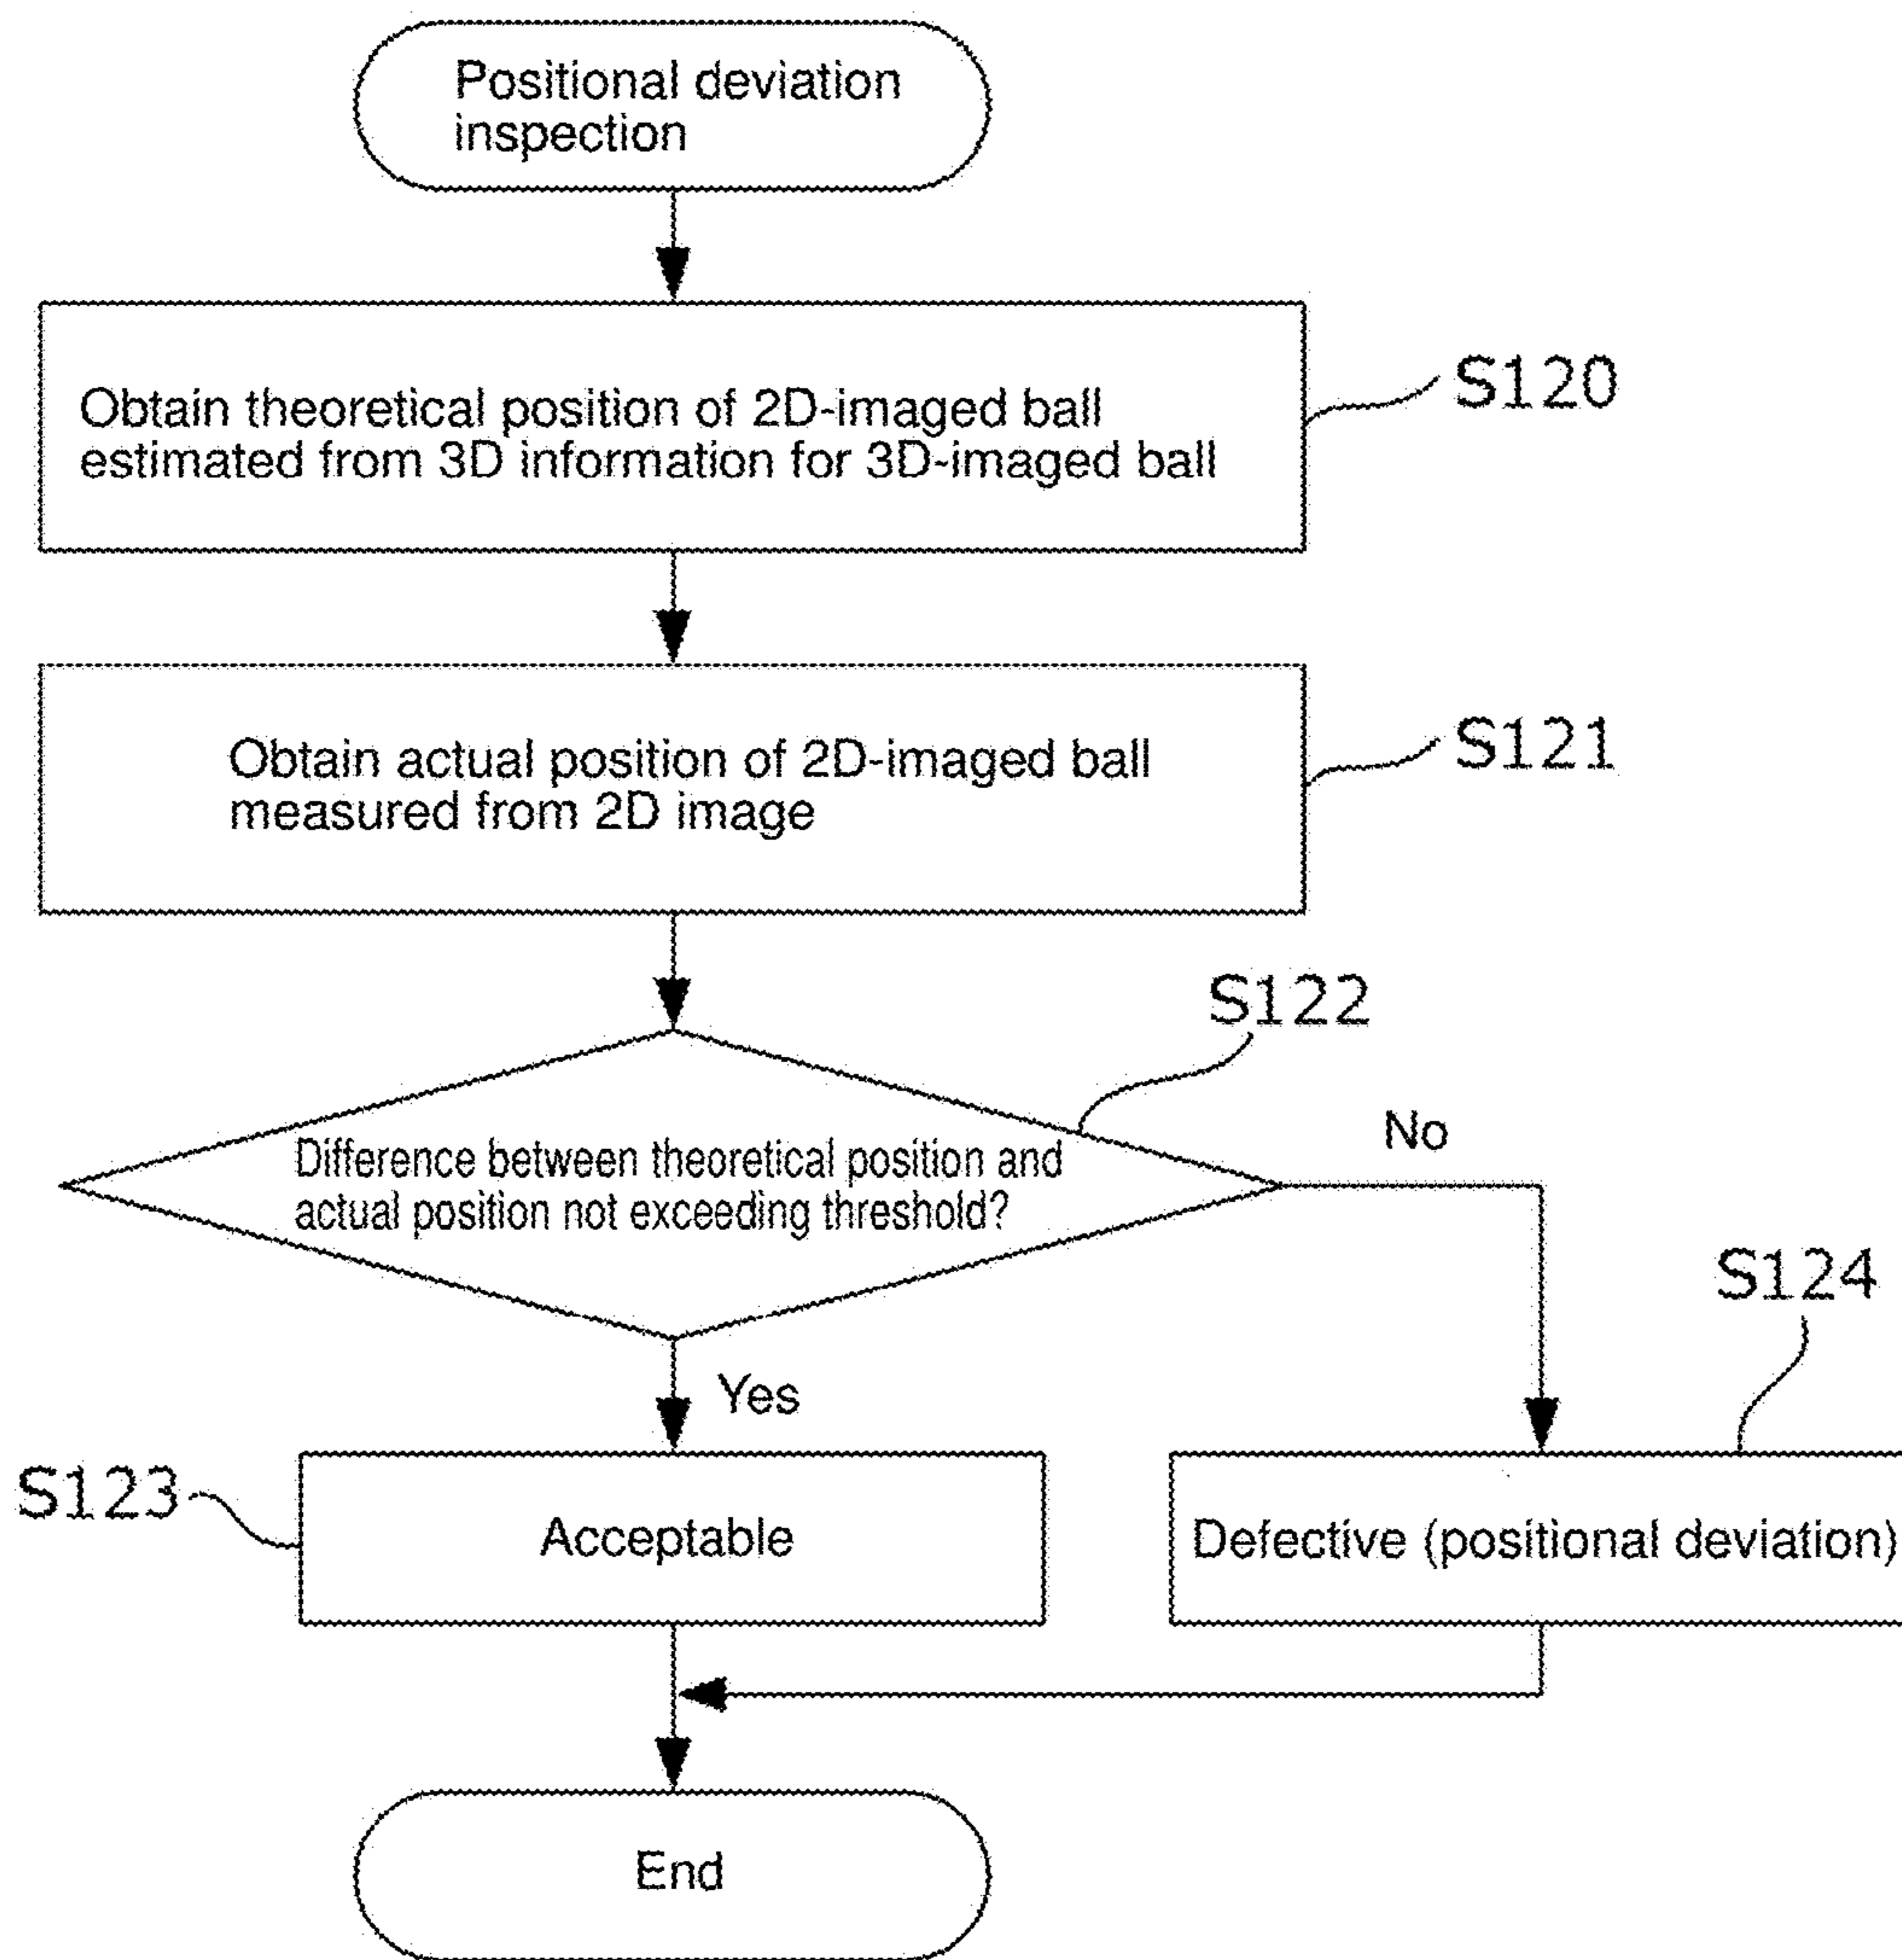 Positional deviation
inspection
Obtain theoretical position of 2D-imaged ball
estimated from 3D information for 3D-imaged ball
S120
Obtain actual position of 2D-imaged ball
measured from 2D image
S121
S122
Difference between theoretical position and
actual position not exceeding threshold?
No
Yes
S124
S123
Acceptable
Defective (positional deviation)
End